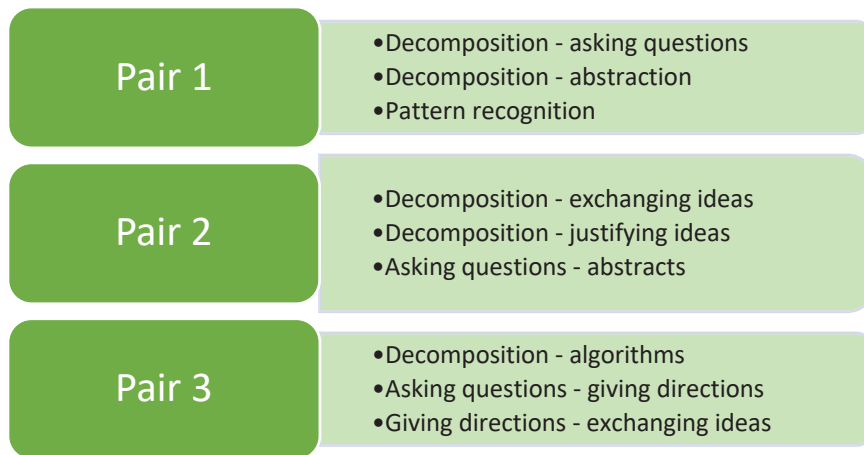 Pair 1
•Decomposition - asking questions
•Decomposition - abstraction
•Pattern recognition
Pair 2
•Decomposition - exchanging ideas
•Decomposition - justifying ideas
•Asking questions - abstracts
Pair 3
•Decomposition - algorithms
•Asking questions - giving directions
•Giving directions - exchanging ideas